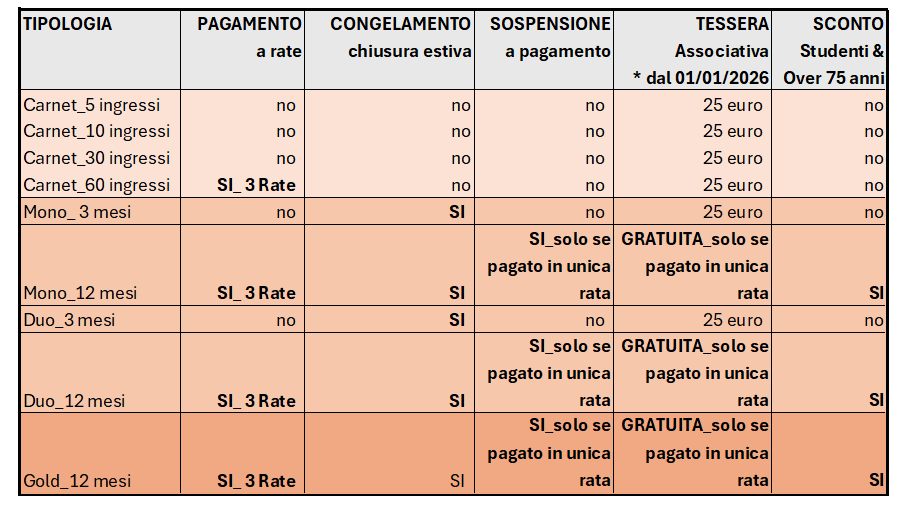 TIPOLOGIA PAGAMENTO CONGELAMENTO SOSPENSIONE TESSERA SCONTO
a rate chiusura estiva a pagamento Associativa Studenti &
* dal 01/01/2026 Over 75 anni
Carnet_5 ingressi no no no 25 euro no
Carnet_10 ingressi no no no 25 euro no
Carnet_30 ingressi no no no 25 euro no
Carnet_60 ingressi SI_ 3 Rate no no 25 euro no
Mono_ 3 mesi no SI no 25 euro no
SI_solo se GRATUITA_solo se
pagato in unica pagato in unica
Mono_12 mesi SI_ 3 Rate SI rata rata SI
Duo_3 mesi no SI no 25 euro no
SI_solo se GRATUITA_solo se
pagato in unica pagato in unica
Duo_12 mesi SI_ 3 Rate SI rata rata SI
SI_solo se GRATUITA_solo se
pagato in unica pagato in unica
Gold_12 mesi SI_ 3 Rate SI rata rata SI